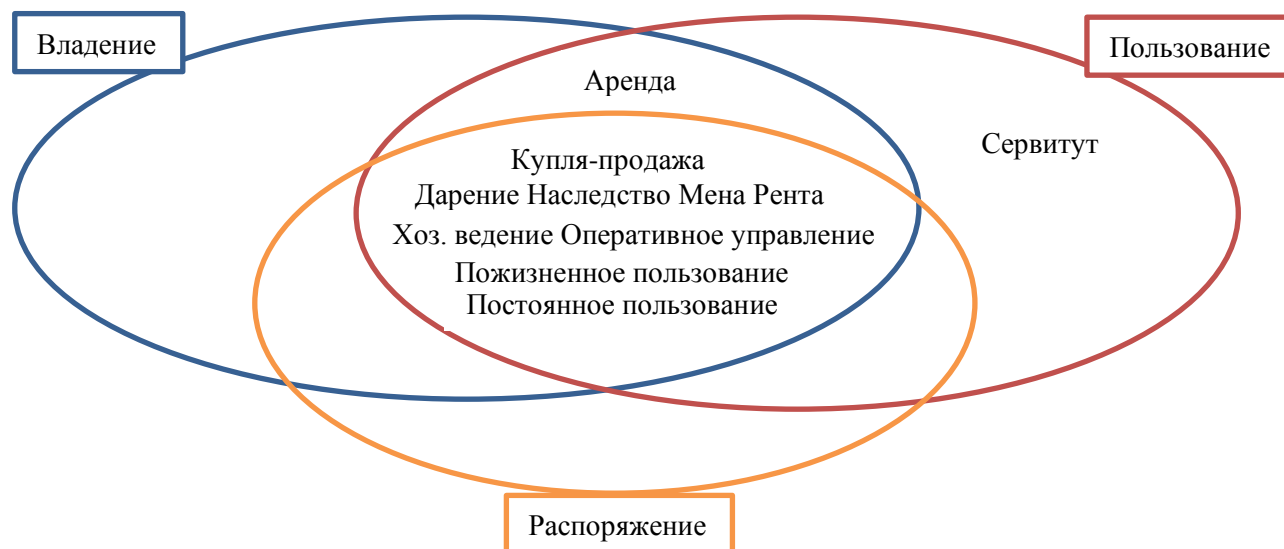 Владение
Пользование
Аренда
Сервитут
Купля-продажа
Дарение Наследство Мена Рента
Хоз. ведение Оперативное управление
Пожизненное пользование
Постоянное пользование
Распоряжение